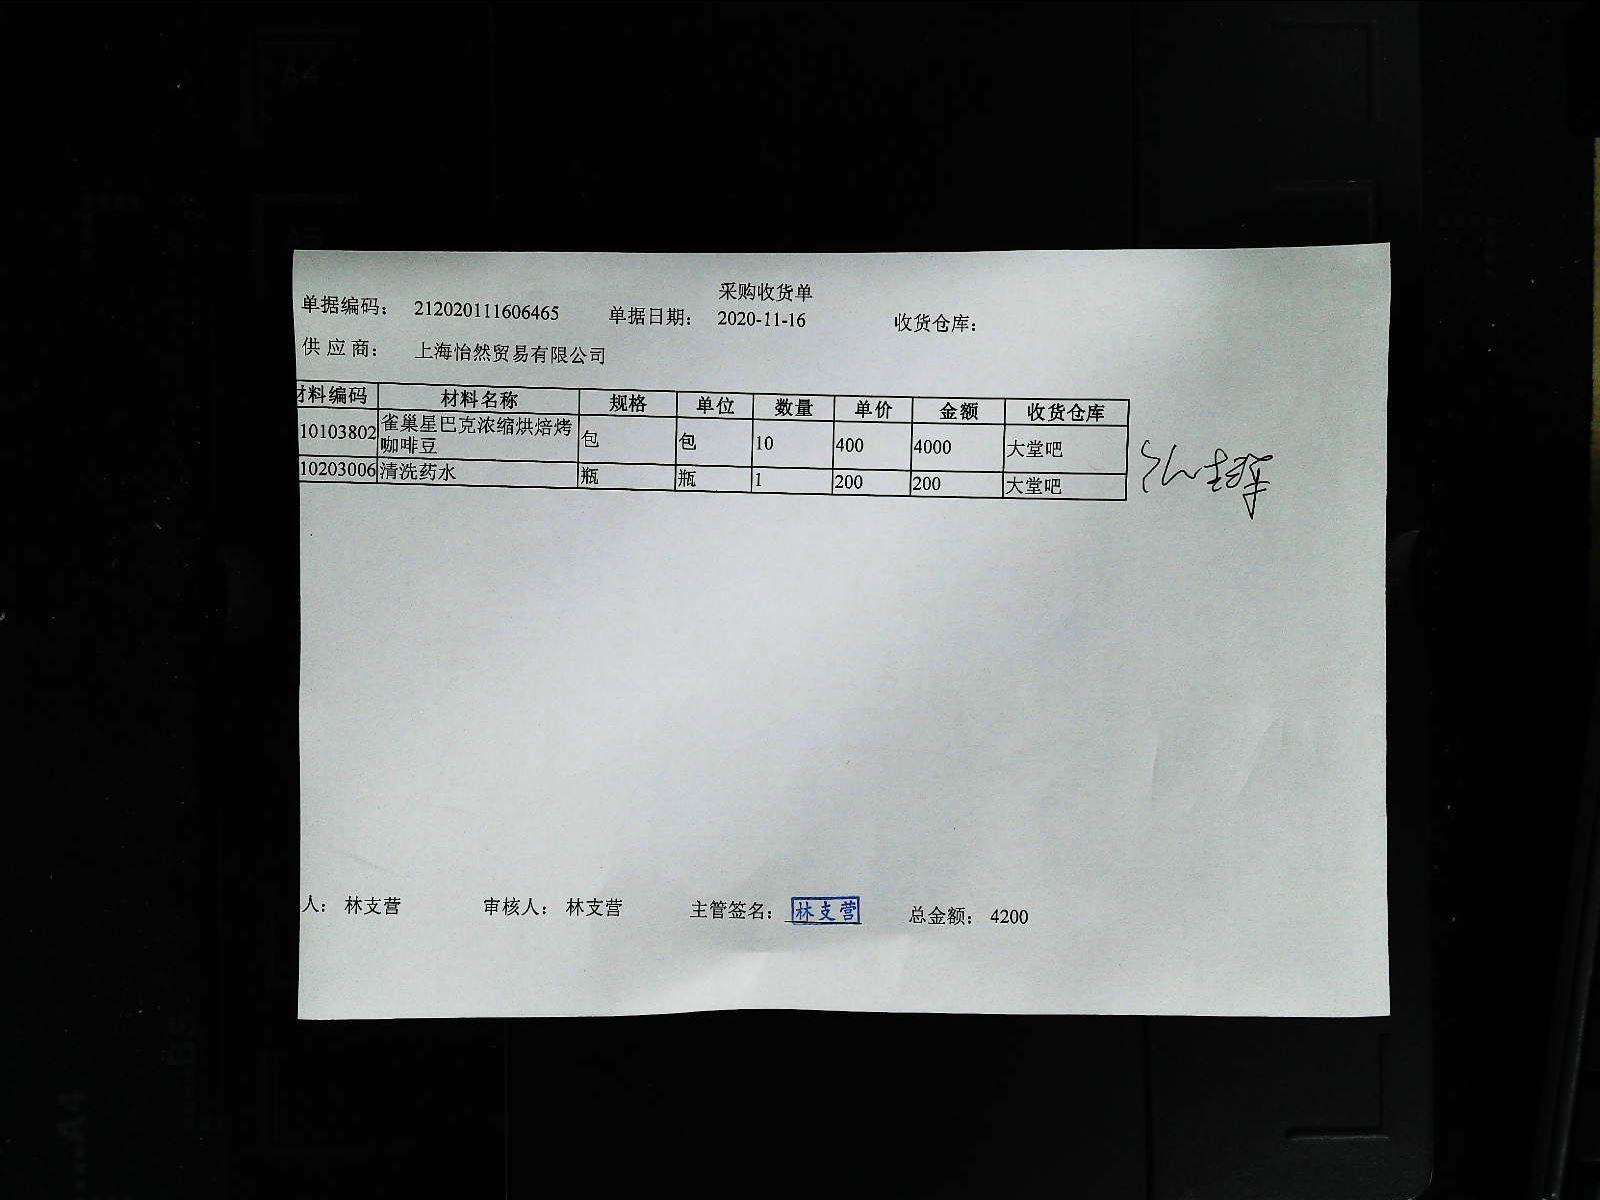 采购收货单
单据编码： 212020111606465 单据日期： 2020-11-16 收货仓库：
供应商： 上海怡然贸易有限公司
材料编码 材料名称 规格 单位 数量 单价 金额 收货仓库
10103802 雀巢星巴克浓缩烘焙烤咖啡豆 包 包 10 400 4000 大堂吧
10203006 清洗药水 瓶 瓶 1 200 200 大堂吧
人： 林支营 审核人： 林支营 主管签名： 林支营 总金额： 4200